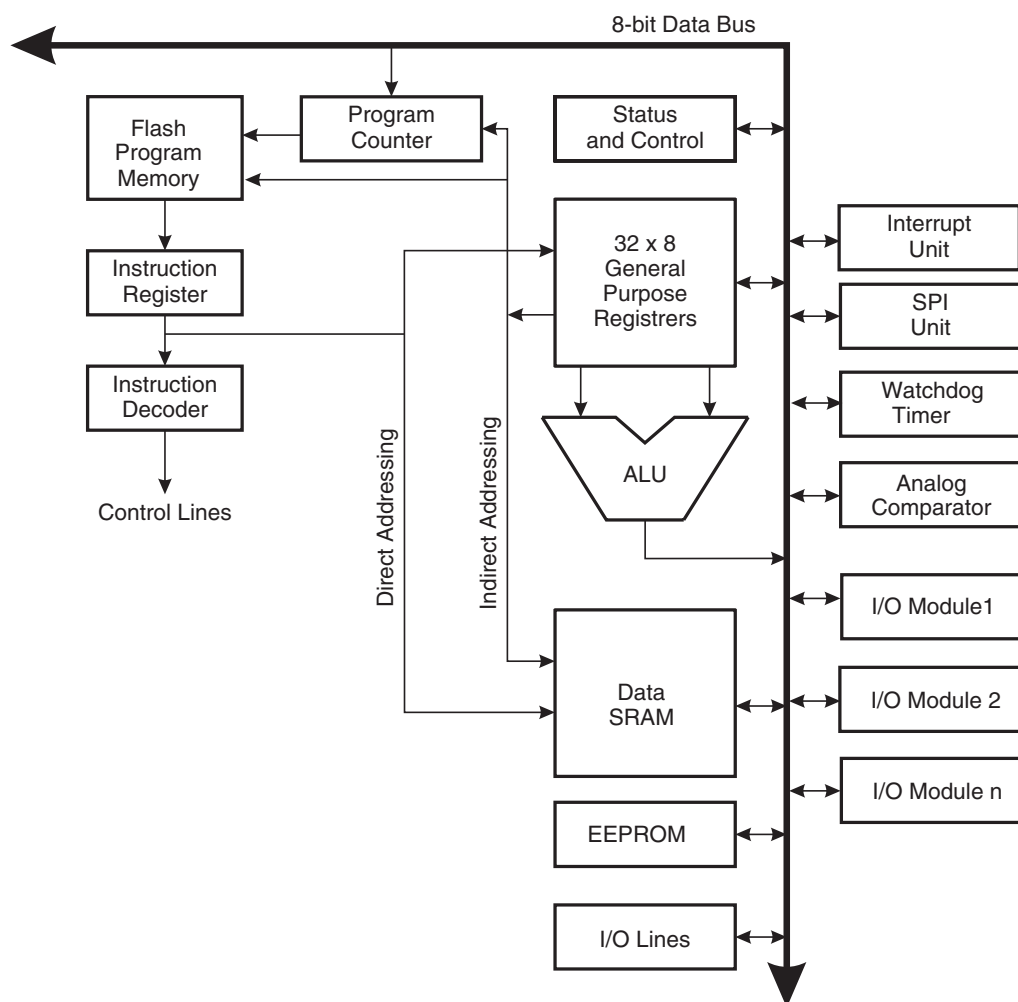 8-bit Data Bus
Flash
Program
Memory
Program
Counter
Status
and Control
Interrupt
Unit
32 x 8
General
Purpose
Registrers
Instruction
Register
SPI
Unit
Instruction
Decoder
Watchdog
Timer
Direct Addressing
Indirect Addressing
ALU
Control Lines
Analog
Comparator
I/O Module1
Data
SRAM
I/O Module 2
I/O Module n
EEPROM
I/O Lines